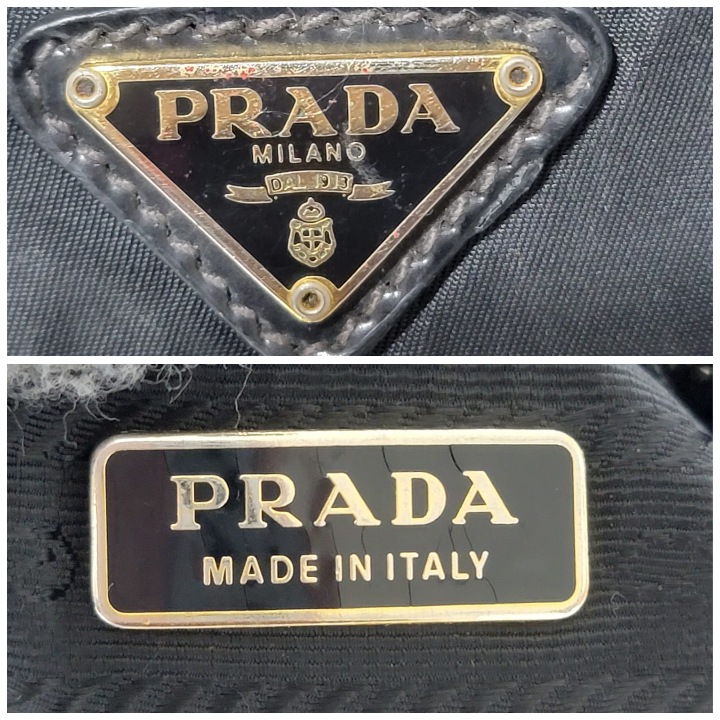 PRADA
MILANO
DAL 1913
PRADA
MADE IN ITALY